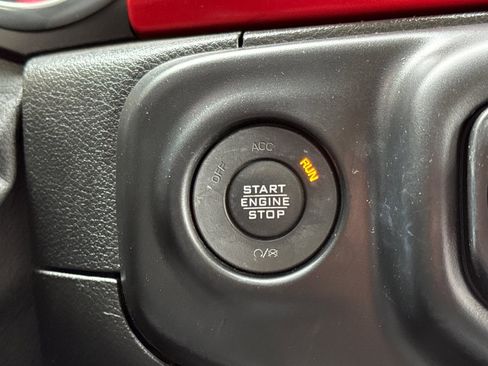 OFF
ACC
RUN
START
ENGINE
STOP